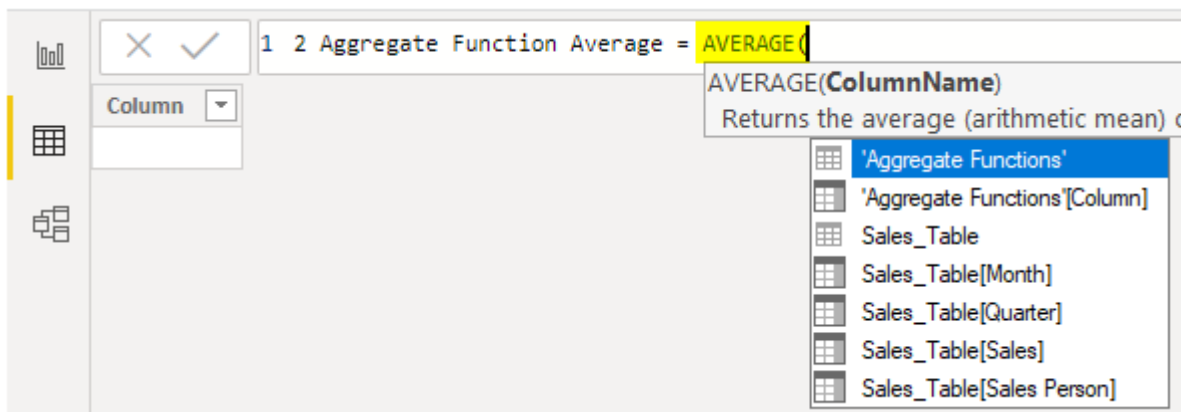 1 2 Aggregate Function Average = AVERAGE(
AVERAGE(ColumnName)
Returns the average (arithmetic mean)
Column
'Aggregate Functions'
'Aggregate Functions'[Column]
Sales_Table
Sales_Table[Month]
Sales_Table[Quarter]
Sales_Table[Sales]
Sales_Table[Sales Person]